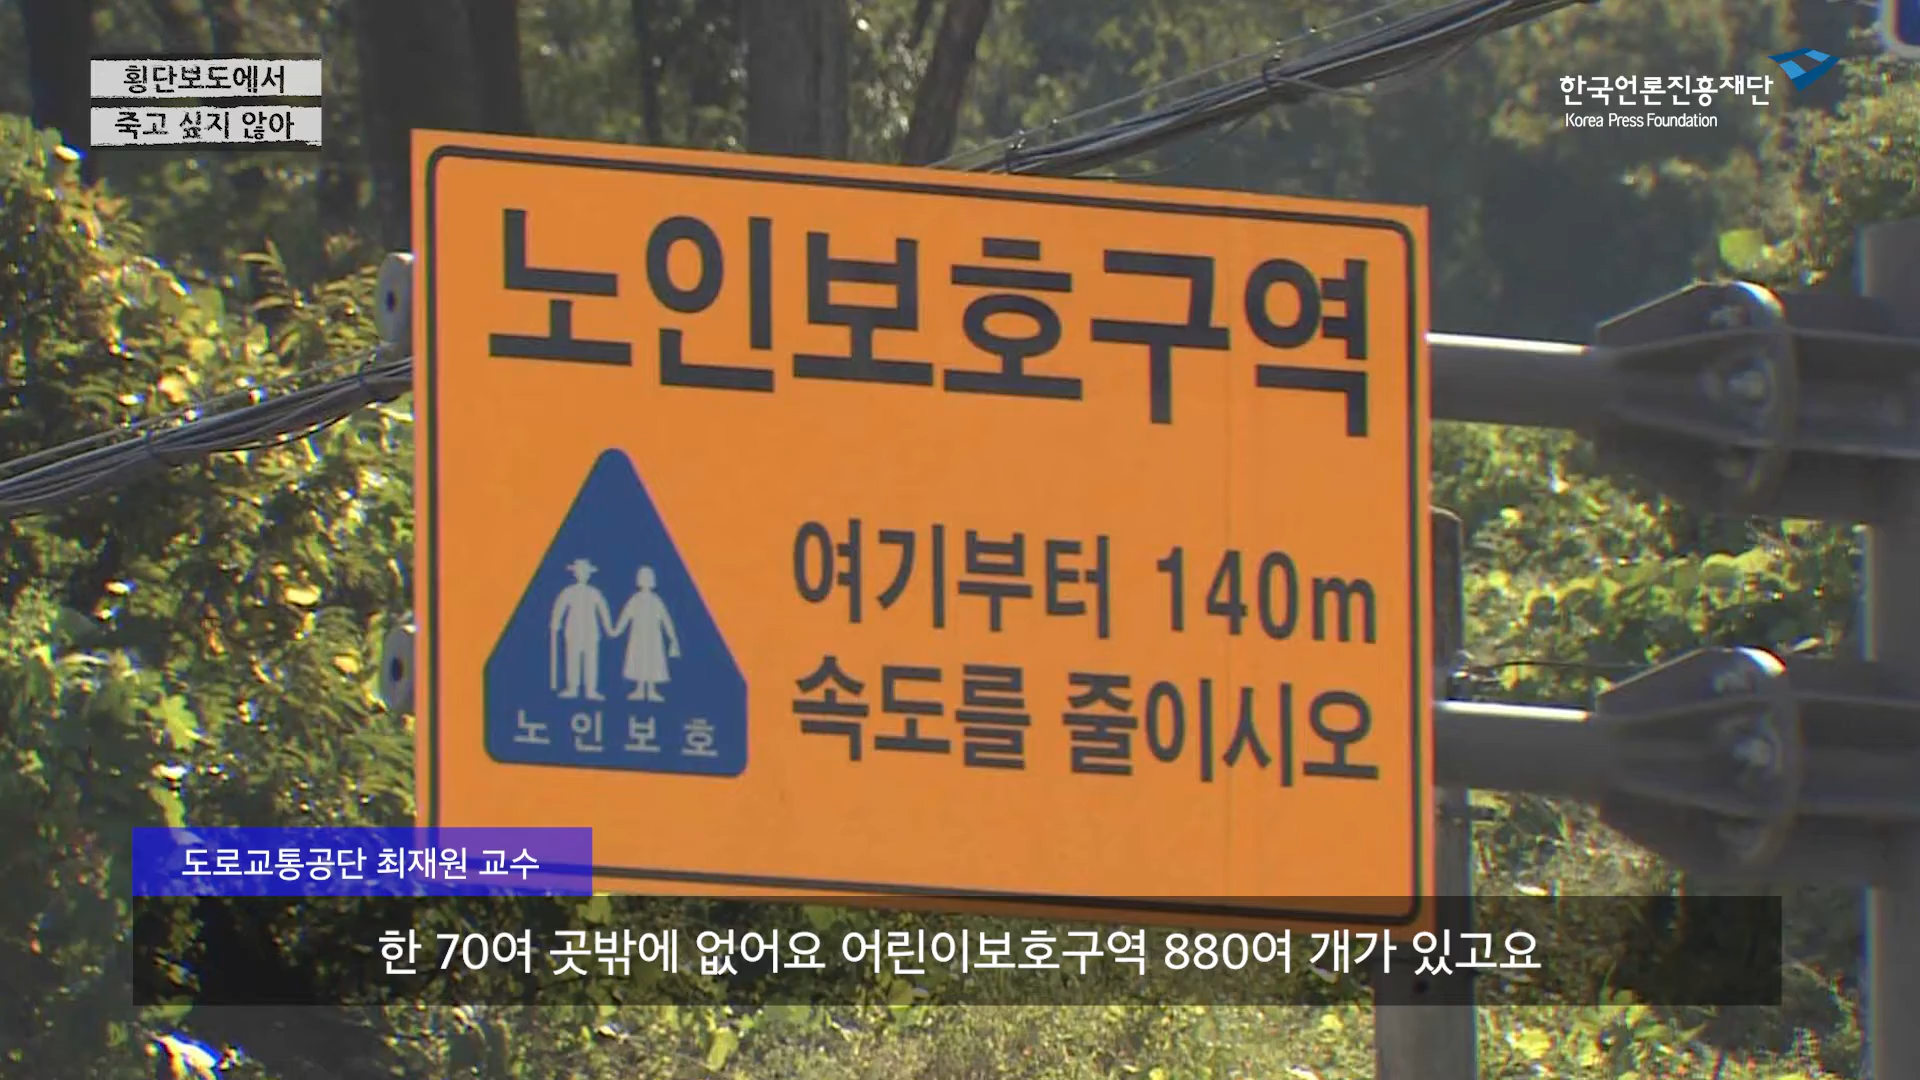 횡단보도에서
죽고 싶지 않아
한국언론진흥재단
Korea Press Foundation
노인보호구역
여기부터 140m
속도를 줄이시오
노인보호
도로교통공단 최재원 교수
한 70여 곳밖에 없어요 어린이보호구역 880여 개가 있고요